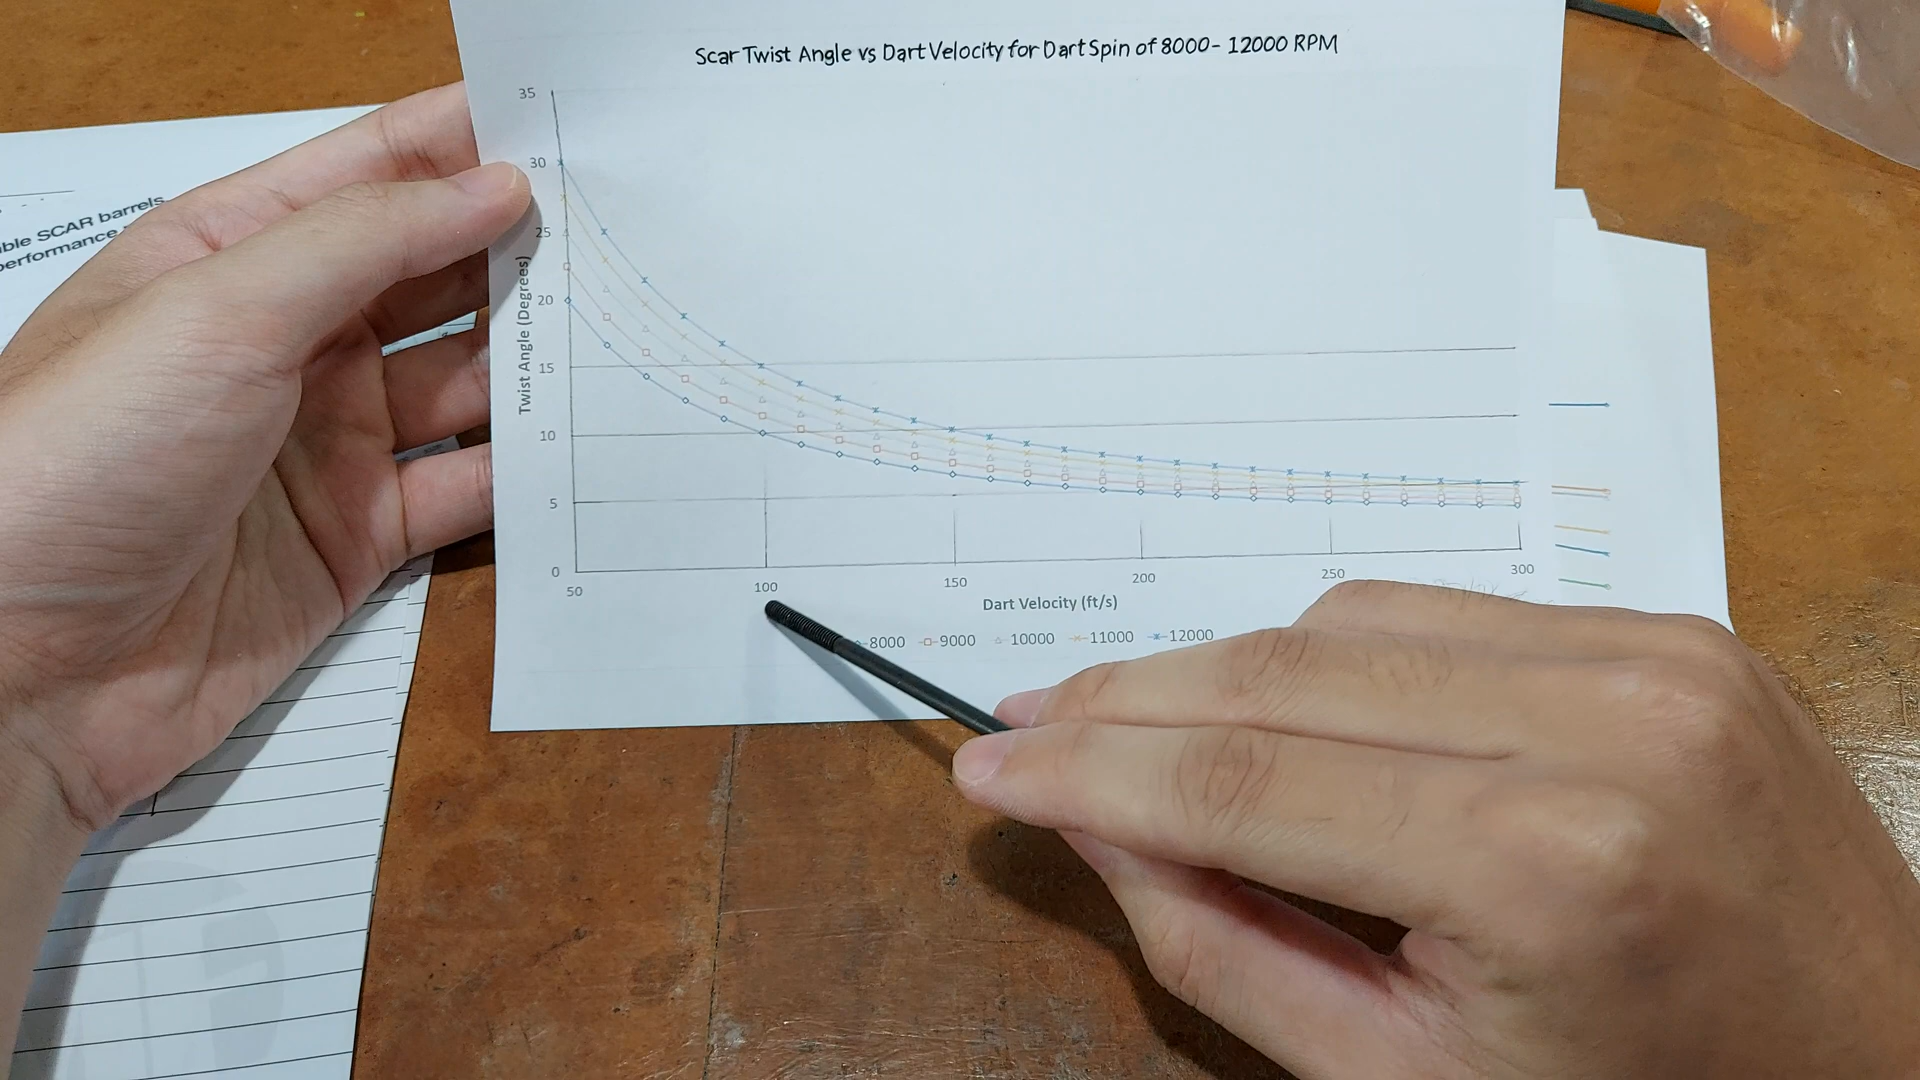 Scar Twist Angle vs Dart Velocity for Dart Spin of 8000 - 12000 RPM
35
30
25
20
15
10
5
0
Twist Angle (Degrees)
50 100 150 200 250 300
Dart Velocity (ft/s)
8000 9000 10000 11000 12000
ble SCAR barrels
performance